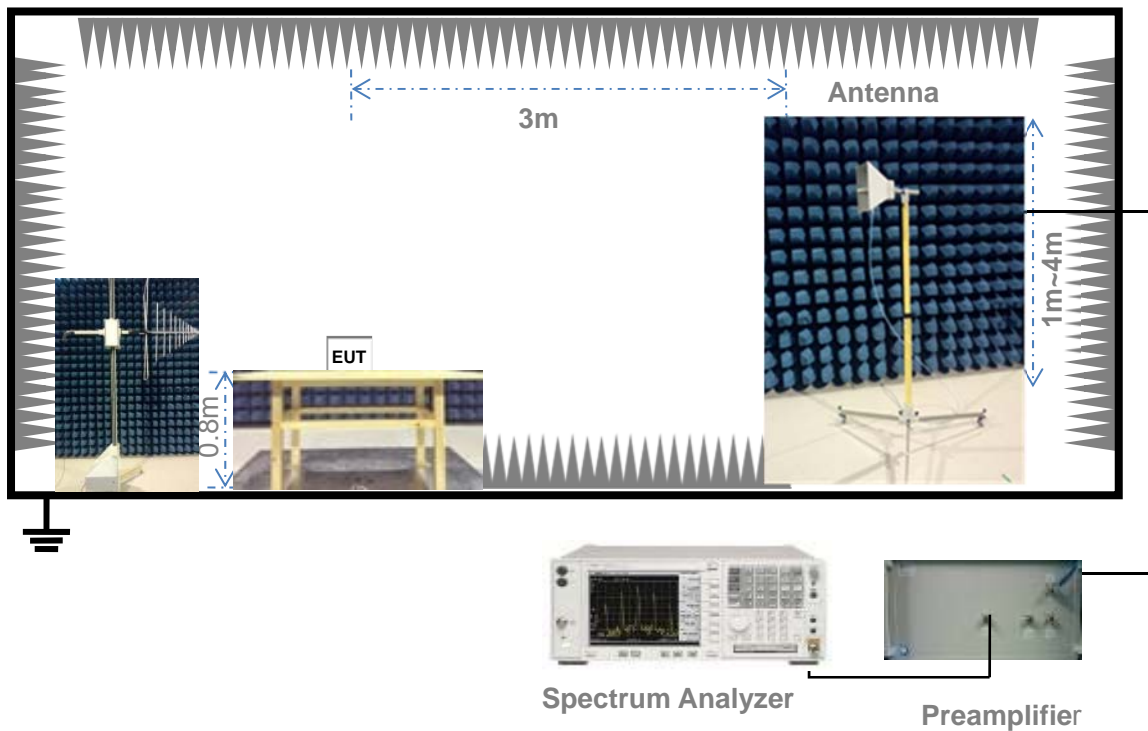 Antenna
3m
1m~4m
EUT
0.8m
Spectrum Analyzer
Preamplifier